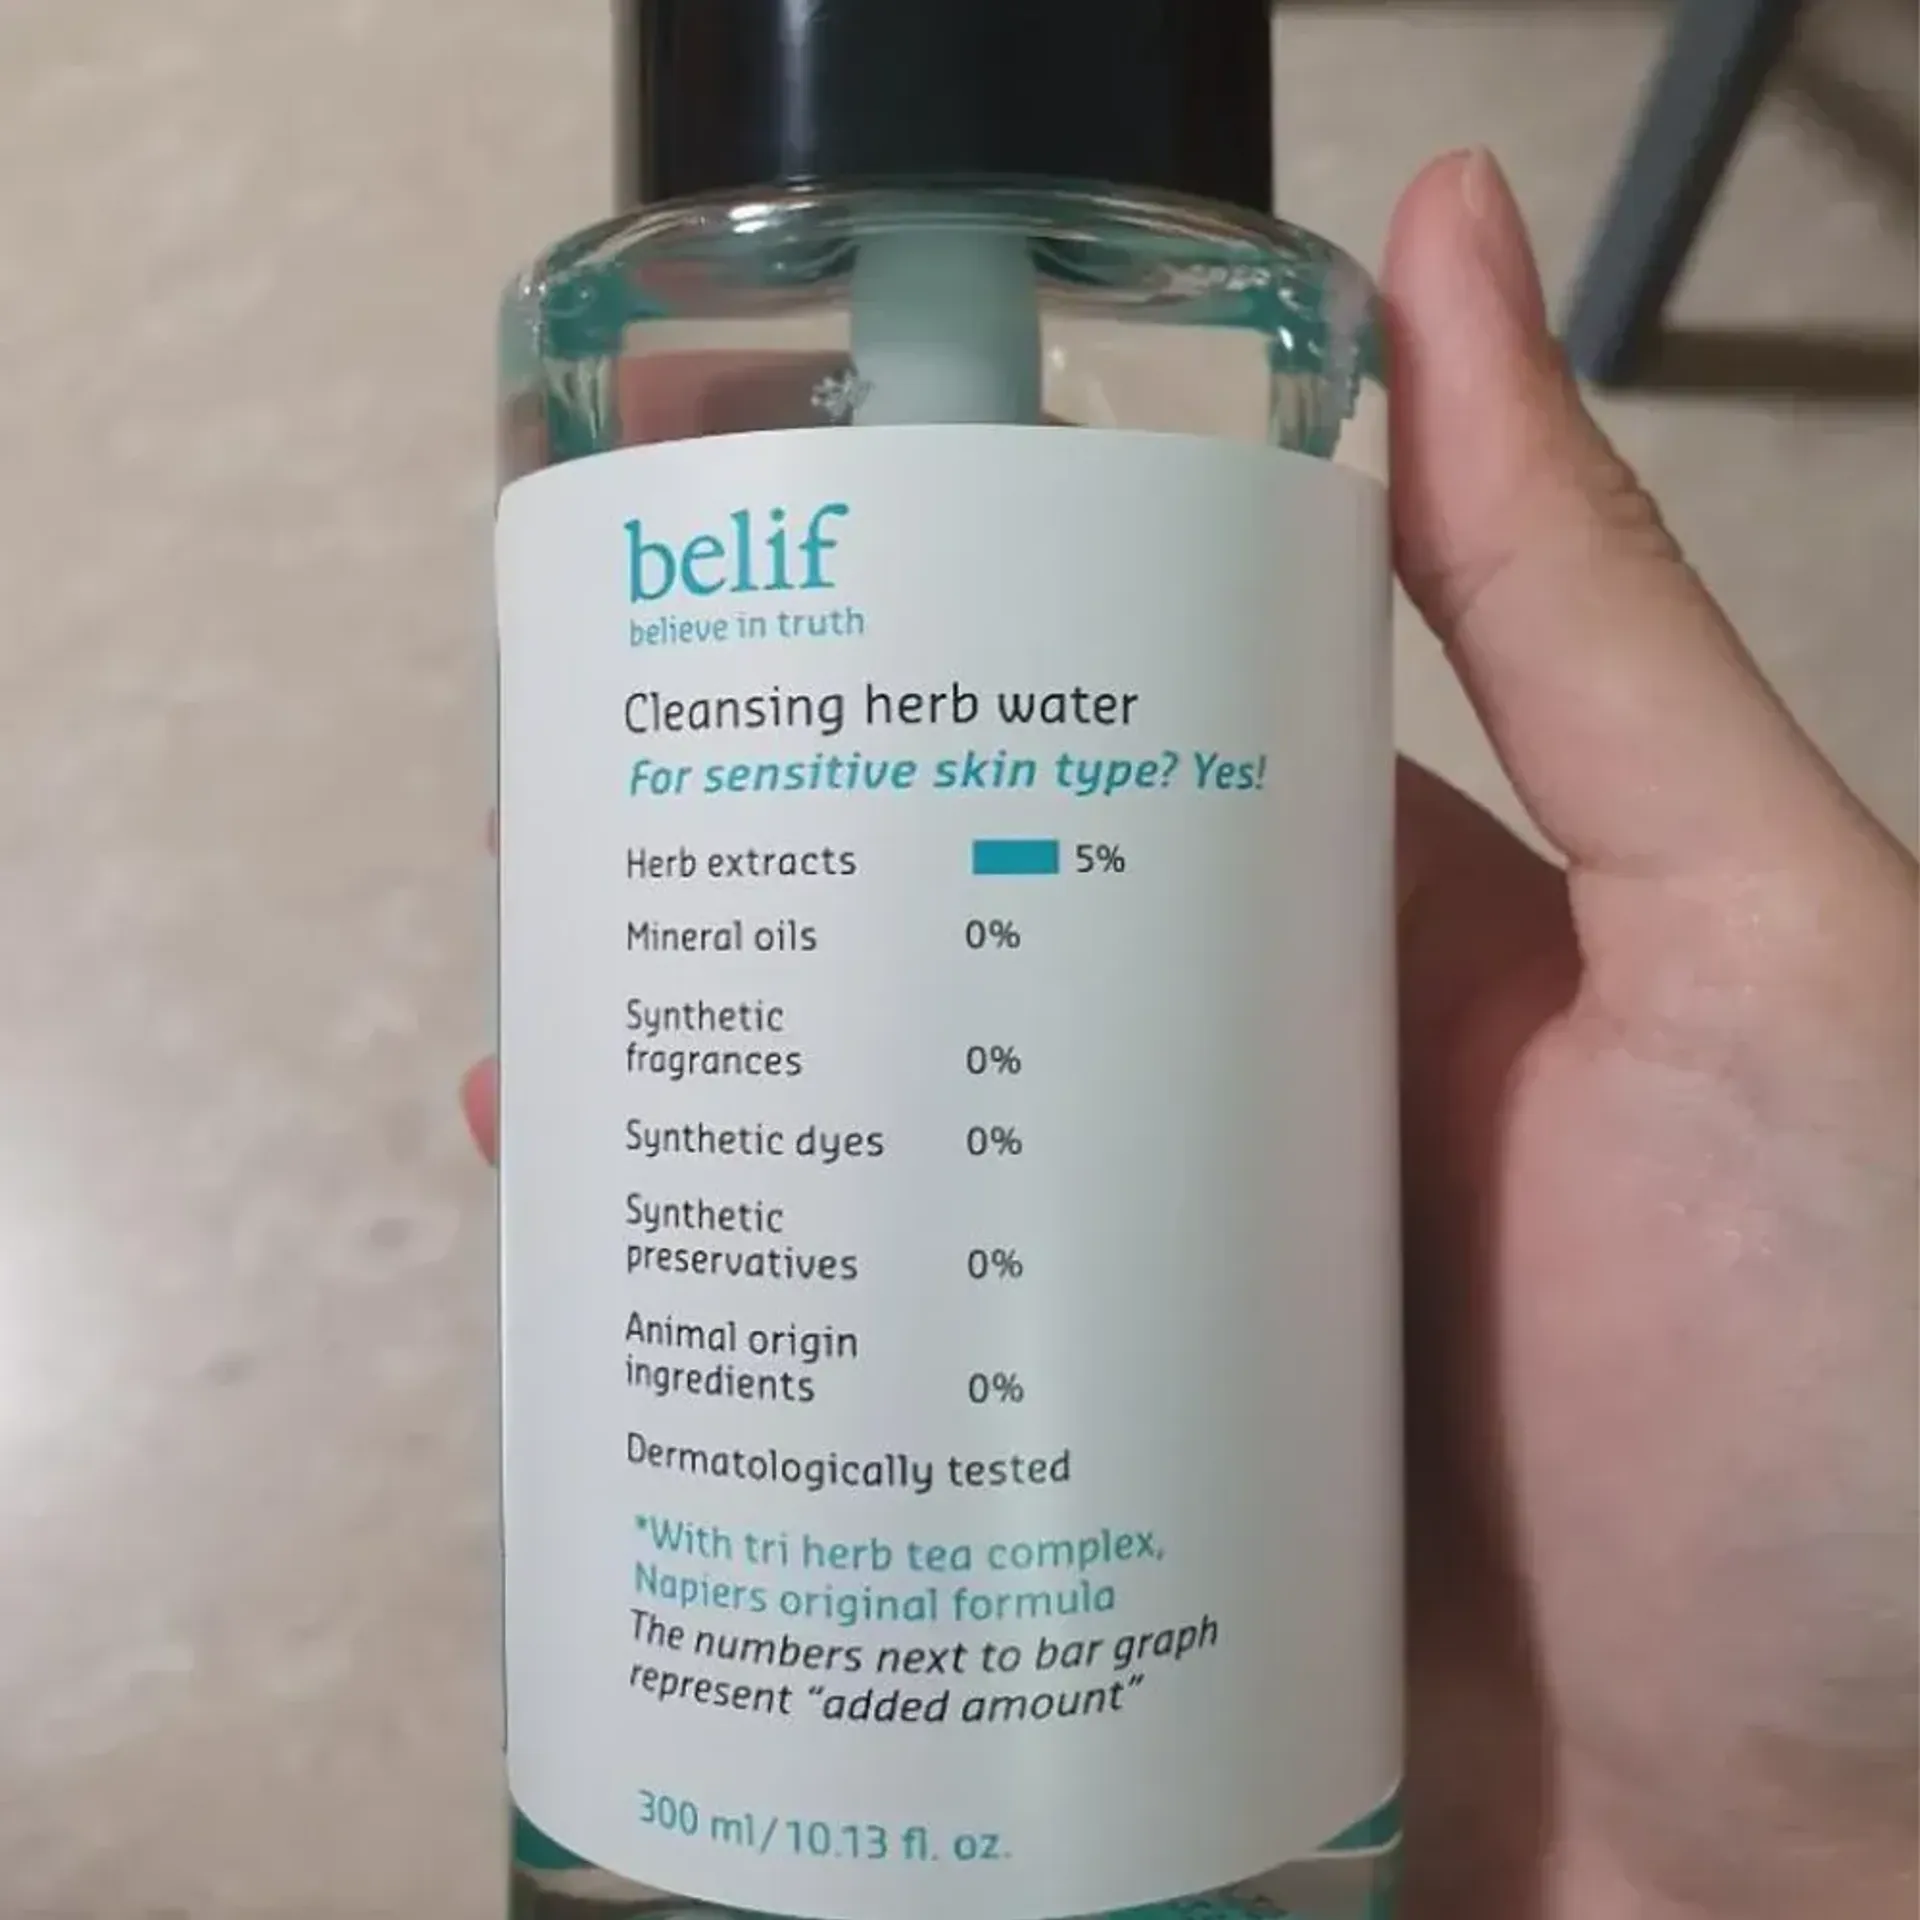 belif
believe in truth
Cleansing herb water
For sensitive skin type? Yes!
Herb extracts 5%
Mineral oils 0%
Synthetic
fragrances 0%
Synthetic dyes 0%
Synthetic
preservatives 0%
Animal origin
ingredients 0%
Dermatologically tested
*With tri herb tea complex,
Napiers original formula
The numbers next to bar graph
represent “added amount”
300 ml/10.13 fl. oz.